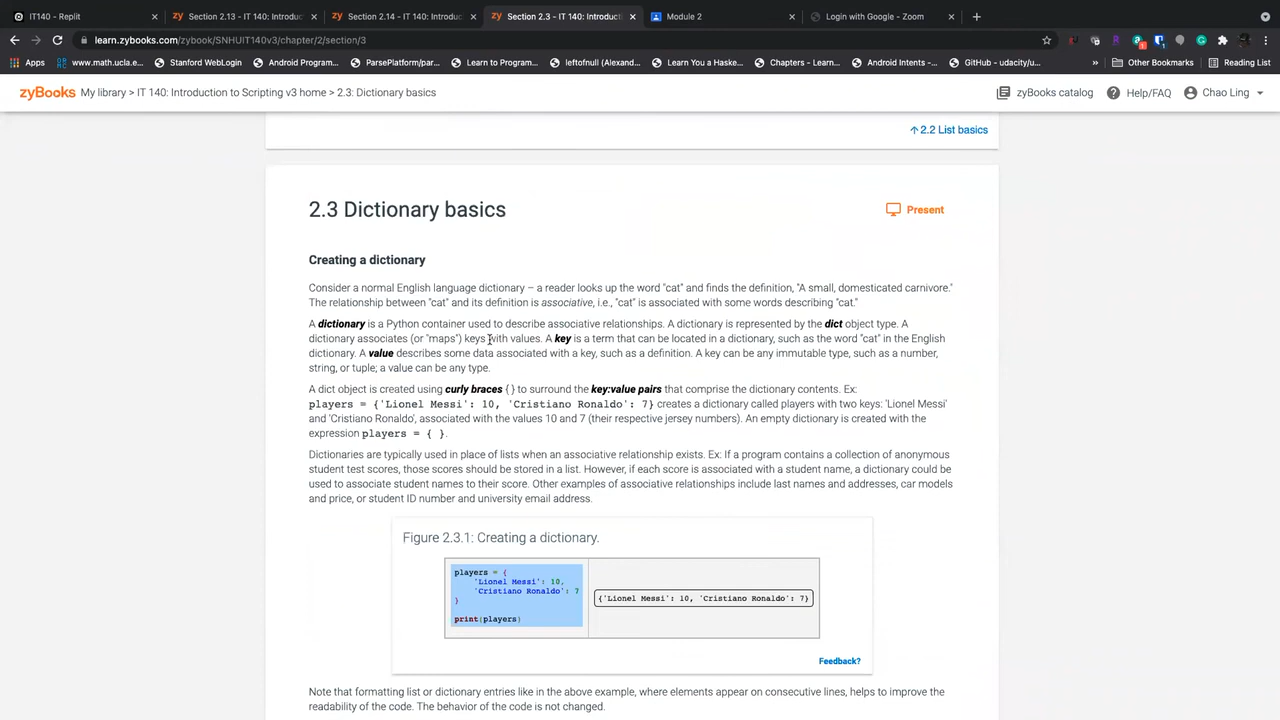 IT140 - Replit
Section 2.13 - IT 140: Introduc
Section 2.14 - IT 140: Introduc
Section 2.3 - IT 140: Introducti
Module 2
Login with Google - Zoom
learn.zybooks.com/zybook/SNHUIT140v3/chapter/2/section/3
Apps
www.math.ucla.e...
Stanford WebLogin
Android Program...
ParsePlatform/par...
Learn to Program...
leftofnull (Alexand...
Learn You a Haske...
Chapters - Learn...
Android Intents -...
GitHub - udacity/u...
»
Other Bookmarks
Reading List
zyBooks My library > IT 140: Introduction to Scripting v3 home > 2.3: Dictionary basics
zyBooks catalog
Help/FAQ
Chao Ling
↑ 2.2 List basics
2.3 Dictionary basics
Present
Creating a dictionary
Consider a normal English language dictionary – a reader looks up the word "cat" and finds the definition, "A small, domesticated carnivore."
The relationship between "cat" and its definition is associative, i.e., "cat" is associated with some words describing "cat."
A dictionary is a Python container used to describe associative relationships. A dictionary is represented by the dict object type. A
dictionary associates (or "maps") keys with values. A key is a term that can be located in a dictionary, such as the word "cat" in the English
dictionary. A value describes some data associated with a key, such as a definition. A key can be any immutable type, such as a number,
string, or tuple; a value can be any type.
A dict object is created using curly braces { } to surround the key:value pairs that comprise the dictionary contents. Ex:
players = {'Lionel Messi': 10, 'Cristiano Ronaldo': 7} creates a dictionary called players with two keys: 'Lionel Messi'
and 'Cristiano Ronaldo', associated with the values 10 and 7 (their respective jersey numbers). An empty dictionary is created with the
expression players = { }.
Dictionaries are typically used in place of lists when an associative relationship exists. Ex: If a program contains a collection of anonymous
student test scores, those scores should be stored in a list. However, if each score is associated with a student name, a dictionary could be
used to associate student names to their score. Other examples of associative relationships include last names and addresses, car models
and price, or student ID number and university email address.
Figure 2.3.1: Creating a dictionary.
players = {
'Lionel Messi': 10,
'Cristiano Ronaldo': 7
}
print(players)
{'Lionel Messi': 10, 'Cristiano Ronaldo': 7}
Feedback?
Note that formatting list or dictionary entries like in the above example, where elements appear on consecutive lines, helps to improve the
readability of the code. The behavior of the code is not changed.